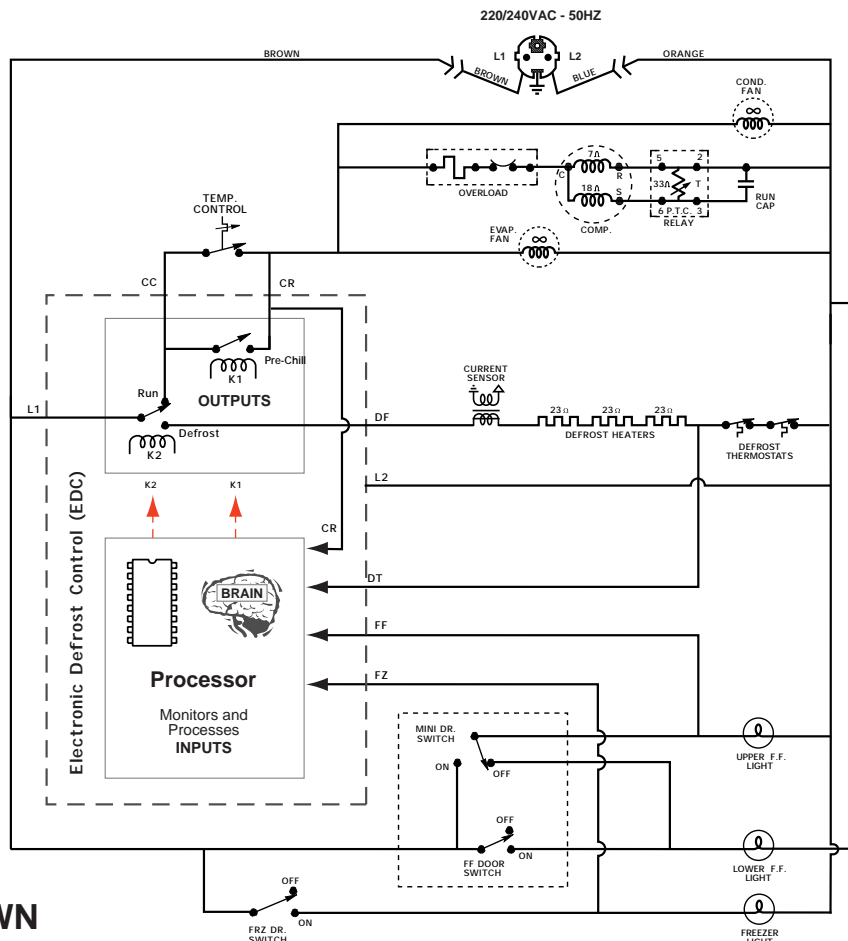 220/240VAC - 50HZ
BROWN
L1
L2
ORANGE
BROWN
BLUE
COND.
FAN
7Ω
5
2
C
R
33Ω
T
OVERLOAD
18Ω
S
RUN
CAP
6 P.T.C. 3
RELAY
COMP.
TEMP.
CONTROL
EVAP.
FAN
CC
CR
Pre-Chill
K1
Run
OUTPUTS
L1
Defrost
K2
DF
CURRENT
SENSOR
23Ω
23Ω
23Ω
DEFROST HEATERS
DEFROST
THERMOSTATS
K2
K1
L2
CR
Electronic Defrost Control (EDC)
BRAIN
DT
FF
FZ
Processor
Monitors and
Processes
INPUTS
MINI DR.
SWITCH
ON
OFF
UPPER F.F.
LIGHT
OFF
ON
FF DOOR
SWITCH
LOWER F.F.
LIGHT
OFF
ON
FRZ DR.
SWITCH
FREEZER
LIGHT
WN